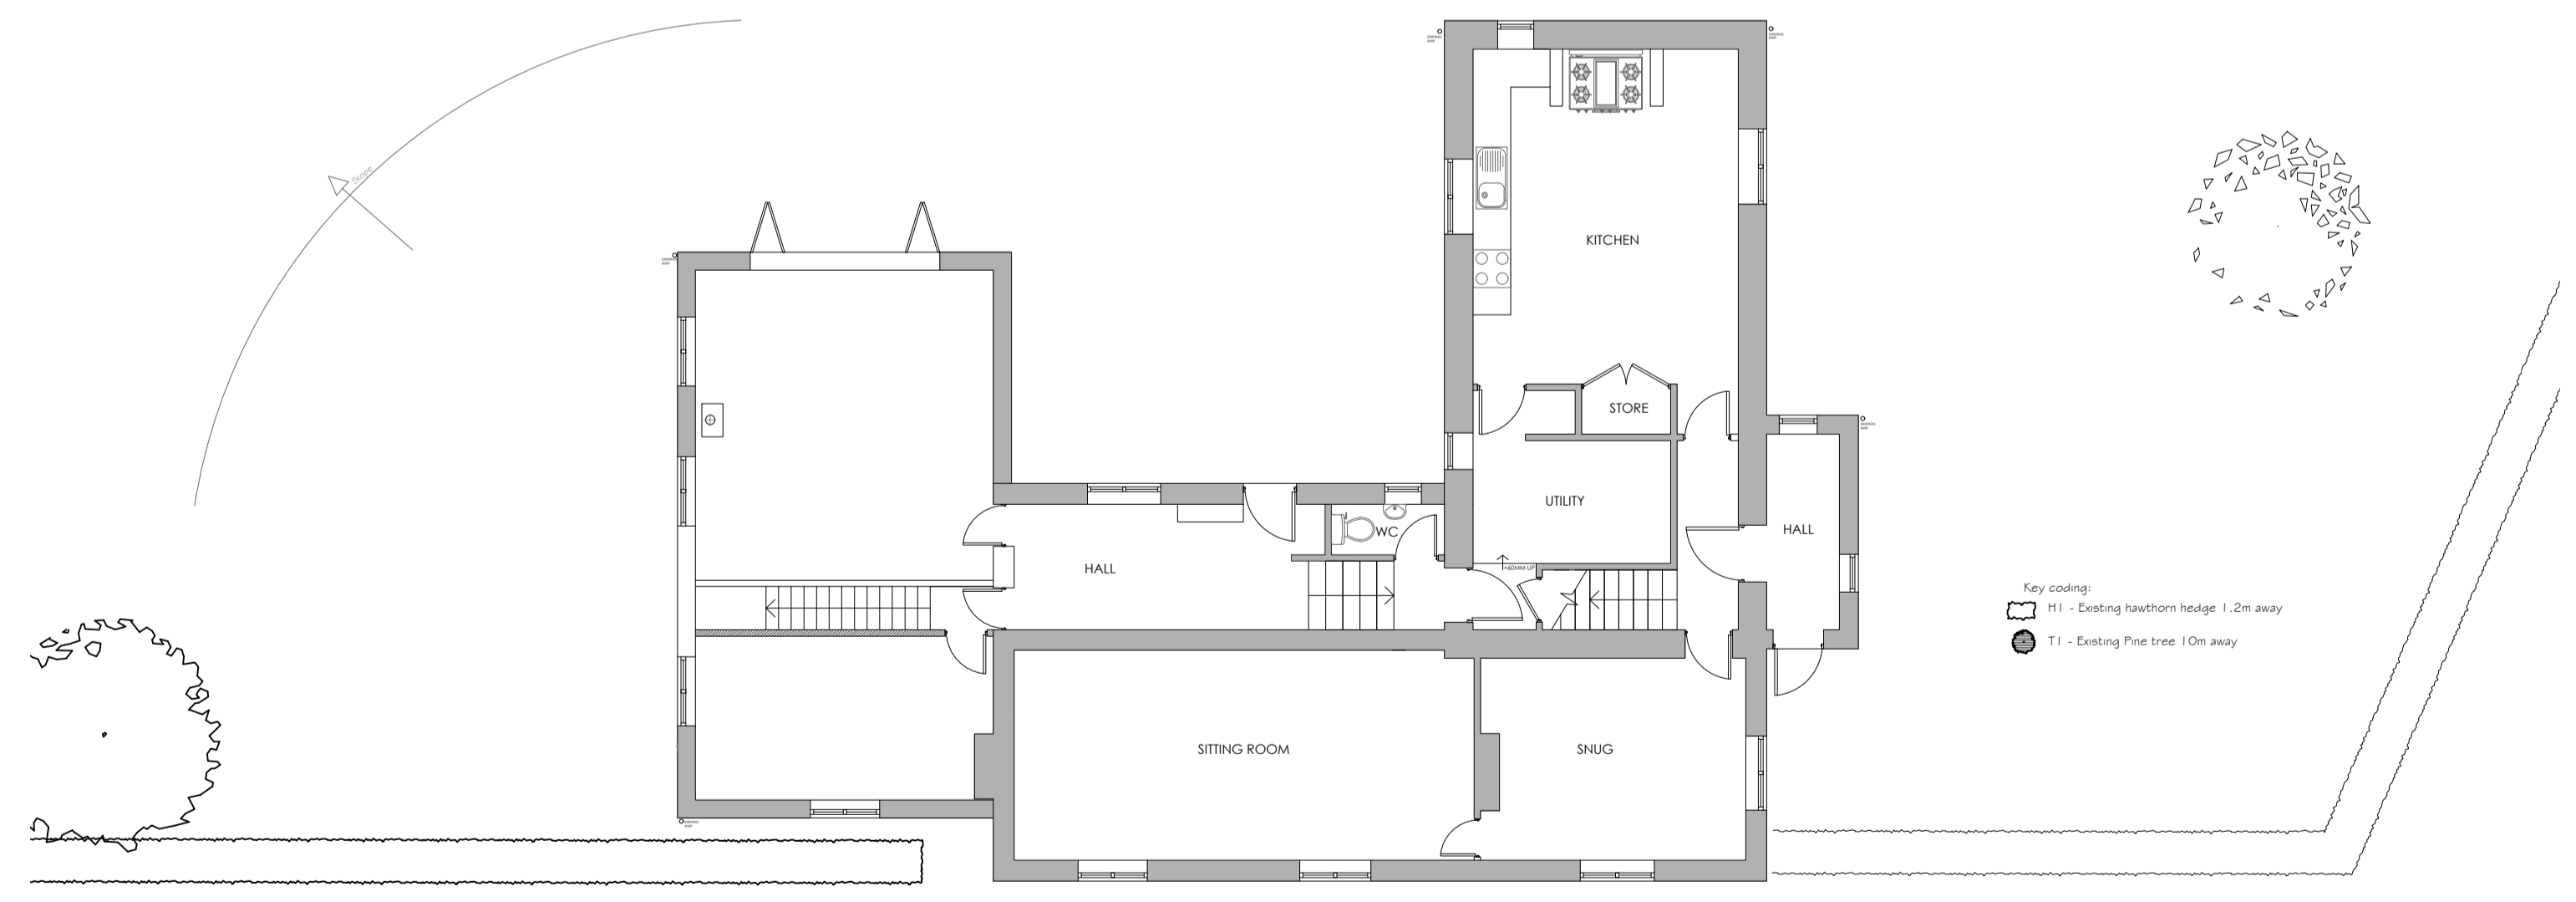 Slope
KITCHEN
STORE
UTILITY
HALL
WC
HALL
+60MM UP
Key coding:
H1 - Existing hawthorn hedge 1.2m away
T1 - Existing Pine tree 10m away
SITTING ROOM
SNUG